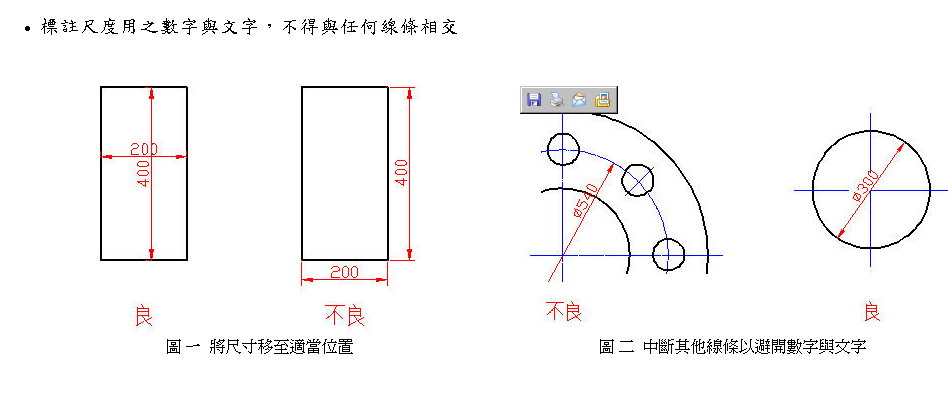 • 標註尺度用之數字與文字，不得與任何線條相交
200
400
400
200
ø540
ø300
良
不良
不良
良
圖一 將尺寸移至適當位置
圖二 中斷其他線條以避開數字與文字